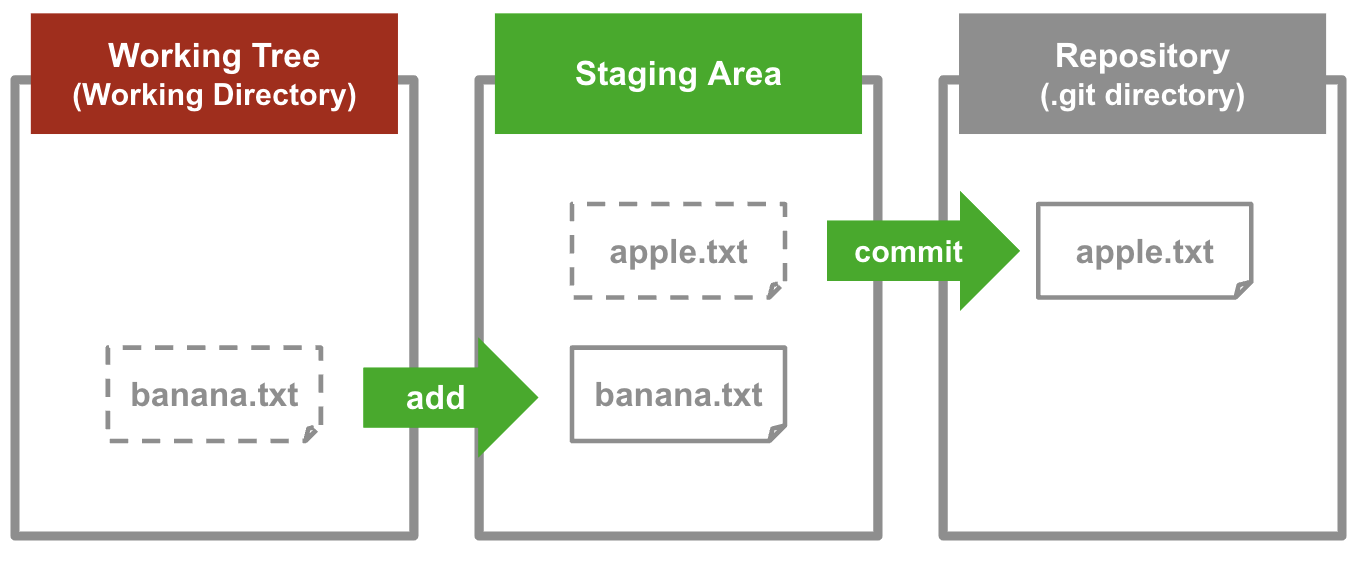 Working Tree
(Working Directory)
Staging Area
Repository
(.git directory)
apple.txt
commit
apple.txt
banana.txt
add
banana.txt